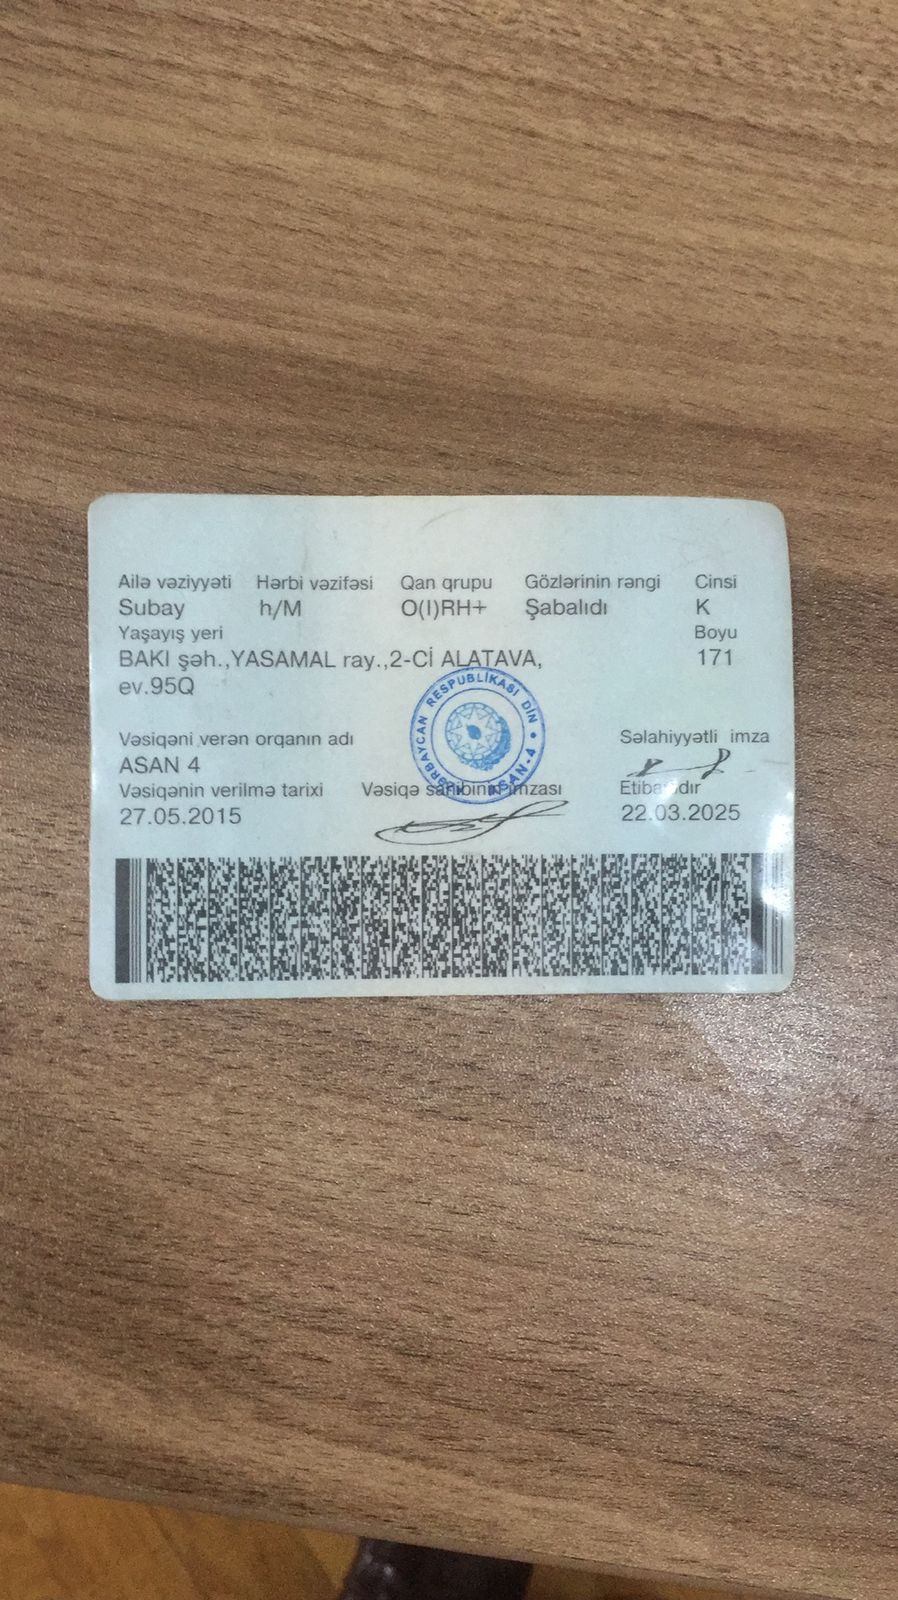 Ailə vəziyyəti Hərbi vəzifəsi Qan qrupu Gözlərinin rəngi Cinsi
Subay h/M O(I)RH+ Şabalıdı K
Yaşayış yeri Boyu
BAKI şəh.,YASAMAL ray.,2-Cİ ALATAVA, 171
ev.95Q
Vəsiqəni verən orqanın adı Səlahiyyətli imza
ASAN 4
Vəsiqənin verilmə tarixi Vəsiqə sahibinin imzası Etibarlıdır
27.05.2015 22.03.2025
AZƏRBAYCAN RESPUBLİKASI DİN
ASAN-4